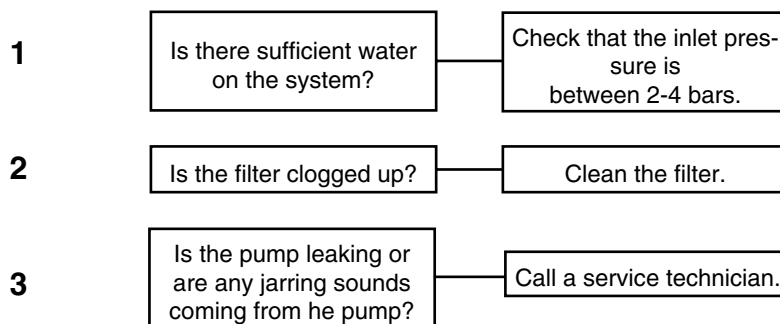 1
Is there sufficient water
on the system?
Check that the inlet pres-
sure is
between 2-4 bars.
2
Is the filter clogged up?
Clean the filter.
3
Is the pump leaking or
are any jarring sounds
coming from he pump?
Call a service technician.